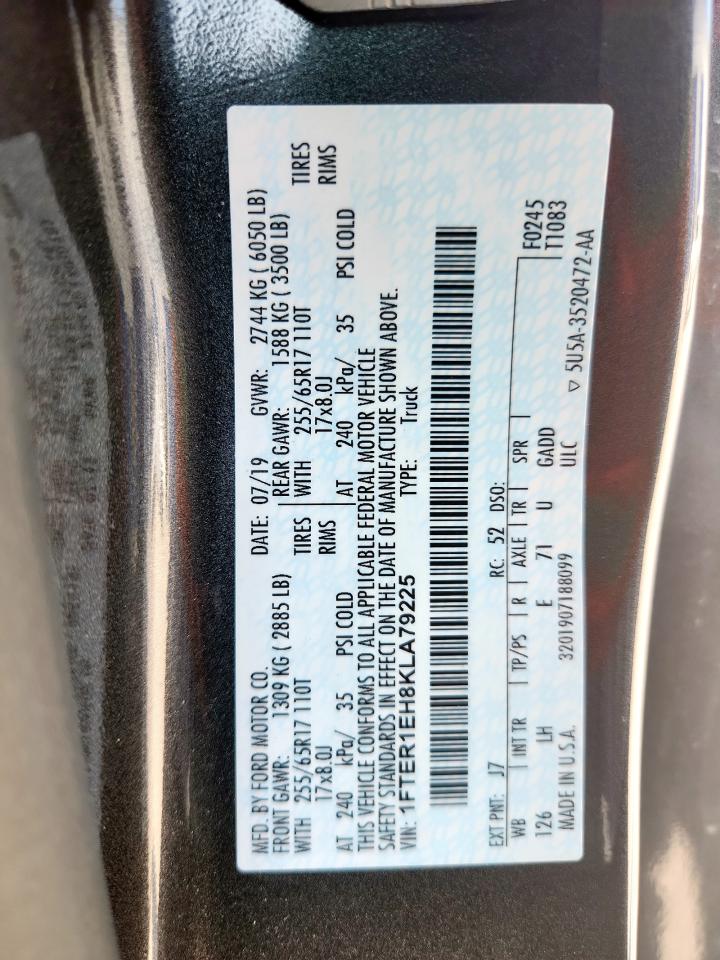 MFD. BY FORD MOTOR CO. DATE: 07/19 GVWR: 2744 KG ( 6050 LB)
FRONT GAWR: 1309 KG ( 2885 LB) REAR GAWR: 1588 KG ( 3500 LB)
WITH 255/65R17 110T TIRES WITH 255/65R17 110T TIRES
17x8.0J RIMS 17x8.0J RIMS
AT 240 kPa/ 35 PSI COLD AT 240 kPa/ 35 PSI COLD
THIS VEHICLE CONFORMS TO ALL APPLICABLE FEDERAL MOTOR VEHICLE
SAFETY STANDARDS IN EFFECT ON THE DATE OF MANUFACTURE SHOWN ABOVE.
VIN: 1FTER1EH8KLA79225 TYPE: Truck
EXT PNT: J7 RC: 52 DSO: F0245
WB INT TR TP/PS R AXLE TR SPR T1083
126 LH E 71 U GADD
ULC
MADE IN U.S.A. 3201907188099 ▽ 5U5A-3520472-AA